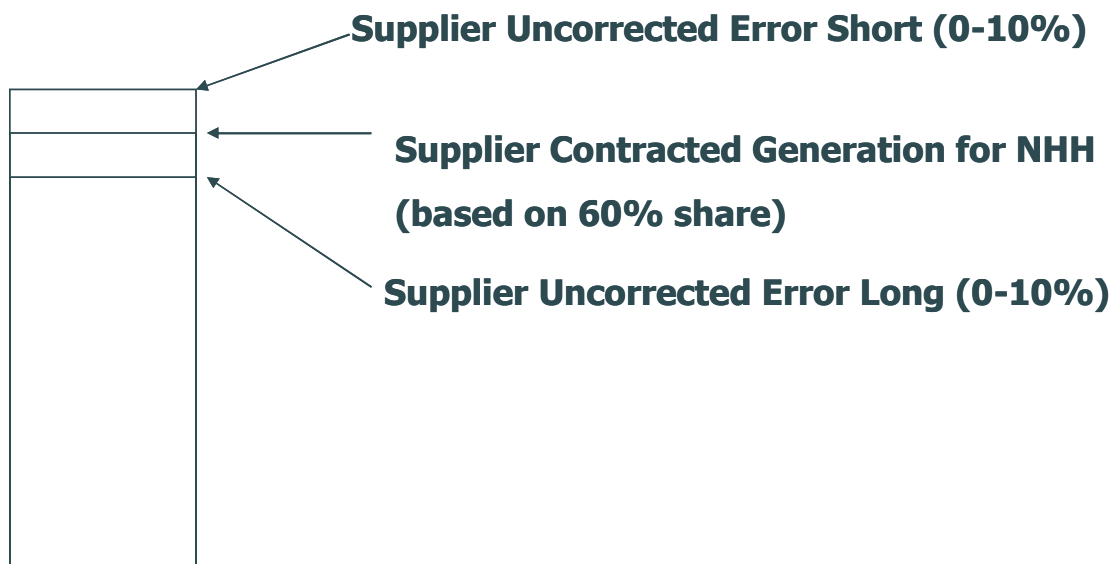 Supplier Uncorrected Error Short (0-10%)
Supplier Contracted Generation for NHH
(based on 60% share)
Supplier Uncorrected Error Long (0-10%)